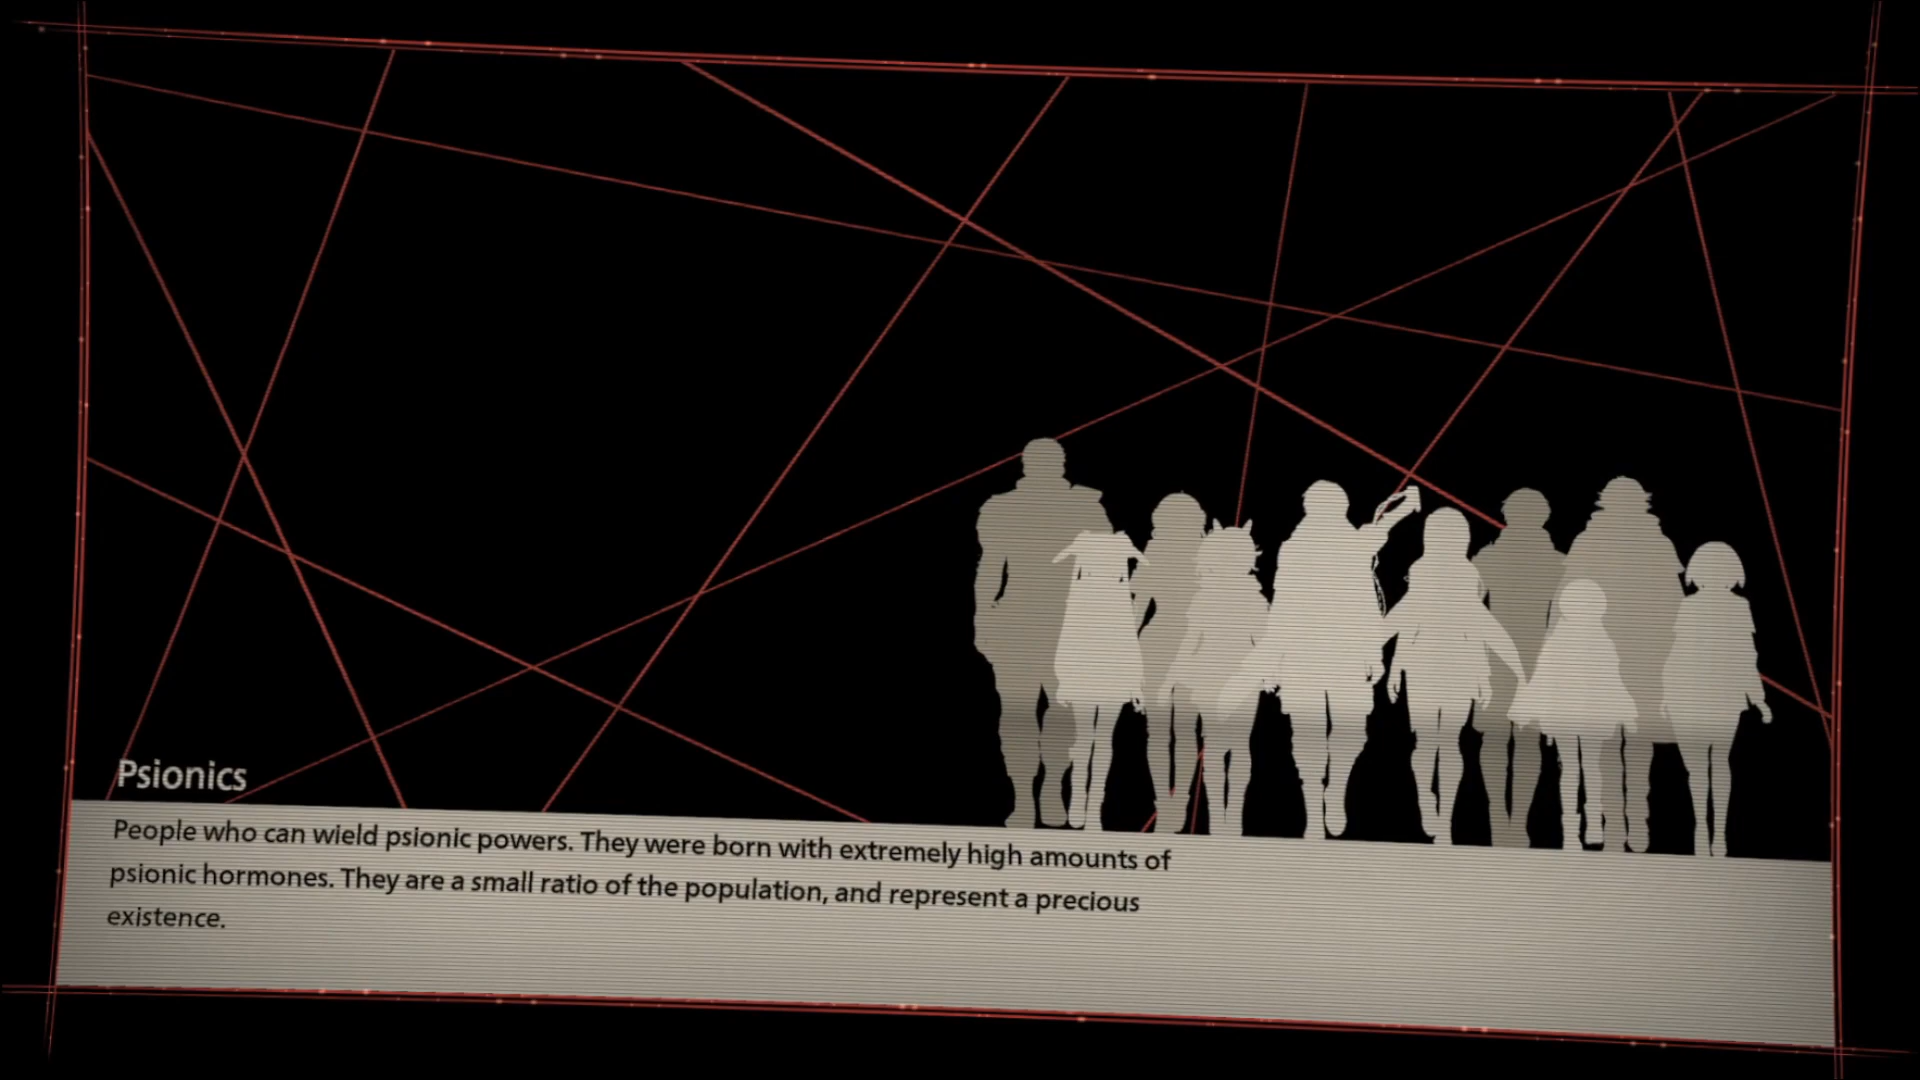 Psionics
People who can wield psionic powers. They were born with extremely high amounts of
psionic hormones. They are a small ratio of the population, and represent a precious
existence.